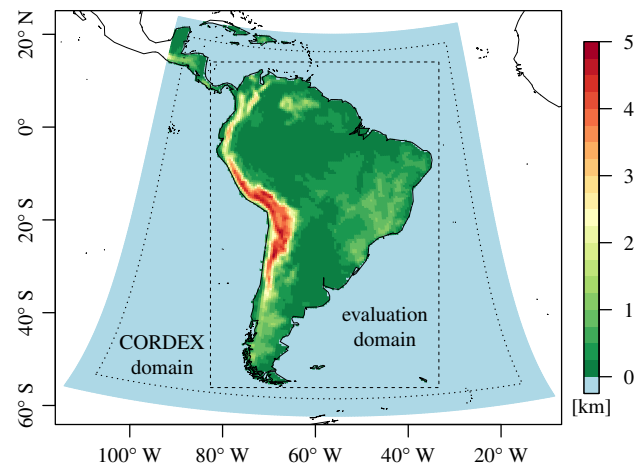 20° N
0°
20° S
40° S
60° S
100° W
80° W
60° W
40° W
20° W
CORDEX
domain
evaluation
domain
5
4
3
2
1
0
[km]